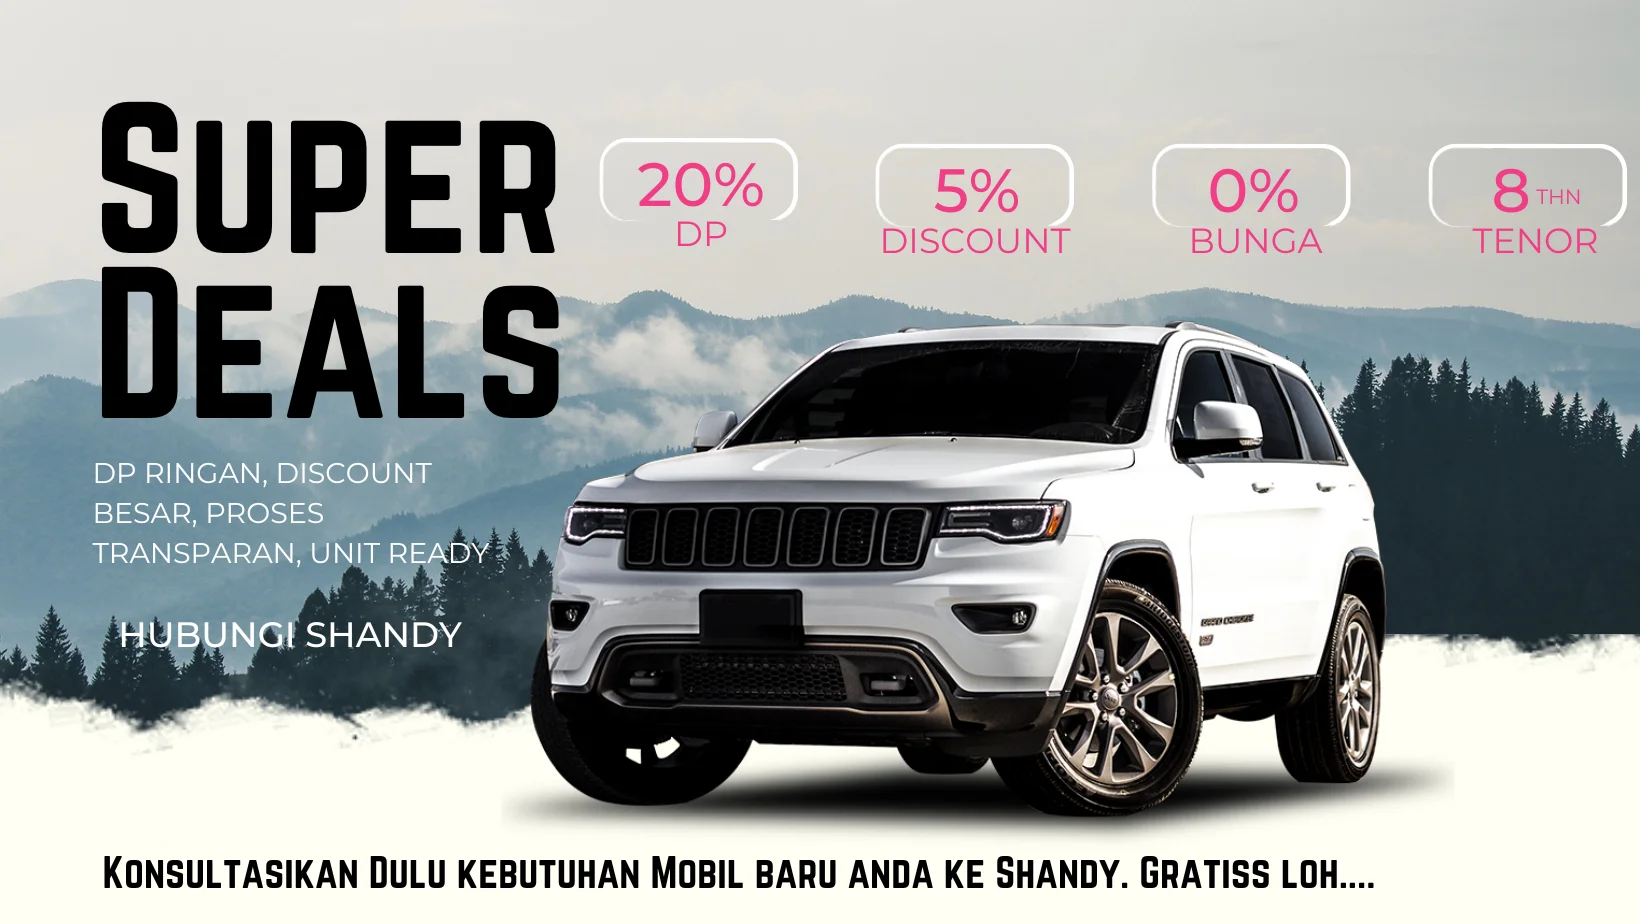 SUPER
DEALS
20%
DP
5%
DISCOUNT
0%
BUNGA
8 THN
TENOR
DP RINGAN, DISCOUNT
BESAR, PROSES
TRANSPARAN, UNIT READY
HUBUNGI SHANDY
KONSULTASIKAN DULU KEBUTUHAN MOBIL BARU ANDA KE SHANDY. GRATISS LOH....